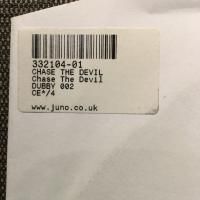 332104-01
CHASE THE DEVIL
Chase The Devil
DUBBY 002
CE*/4
www.juno.co.uk